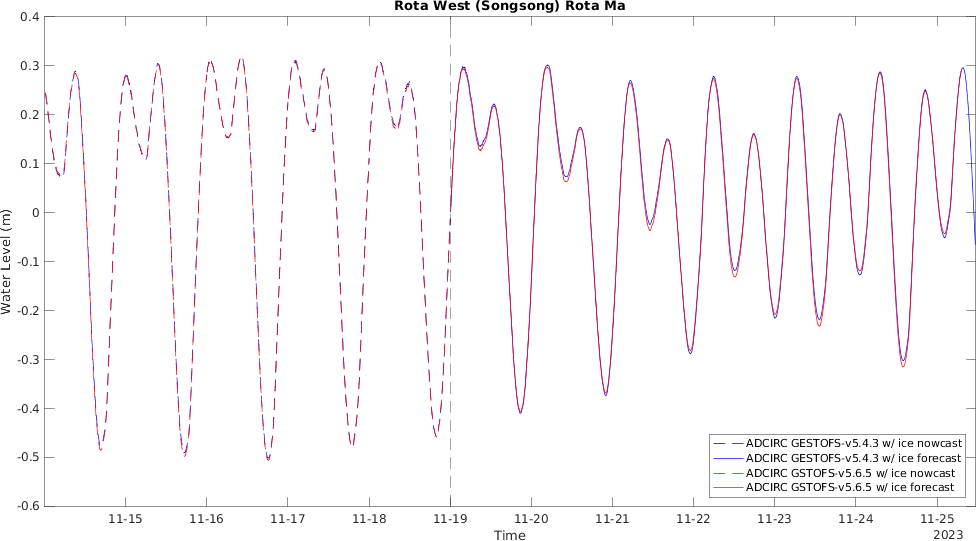 Rota West (Songsong) Rota Ma
0.4
0.3
0.2
0.1
0
-0.1
-0.2
-0.3
-0.4
-0.5
-0.6
Water Level (m)
ADCIRC GESTOFS-v5.4.3 w/ ice nowcast
ADCIRC GESTOFS-v5.4.3 w/ ice forecast
ADCIRC GSTOFS-v5.6.5 w/ ice nowcast
ADCIRC GSTOFS-v5.6.5 w/ ice forecast
11-15 11-16 11-17 11-18 11-19 11-20 11-21 11-22 11-23 11-24 11-25
Time
2023